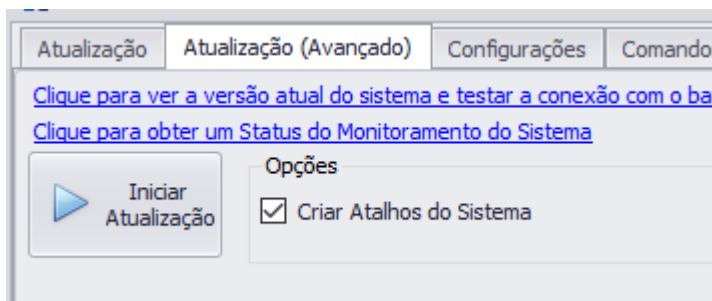 Atualização Atualização (Avançado) Configurações Comando
Clique para ver a versão atual do sistema e testar a conexão com o ba
Clique para obter um Status do Monitoramento do Sistema
Iniciar
Atualização
Opções
Criar Atalhos do Sistema